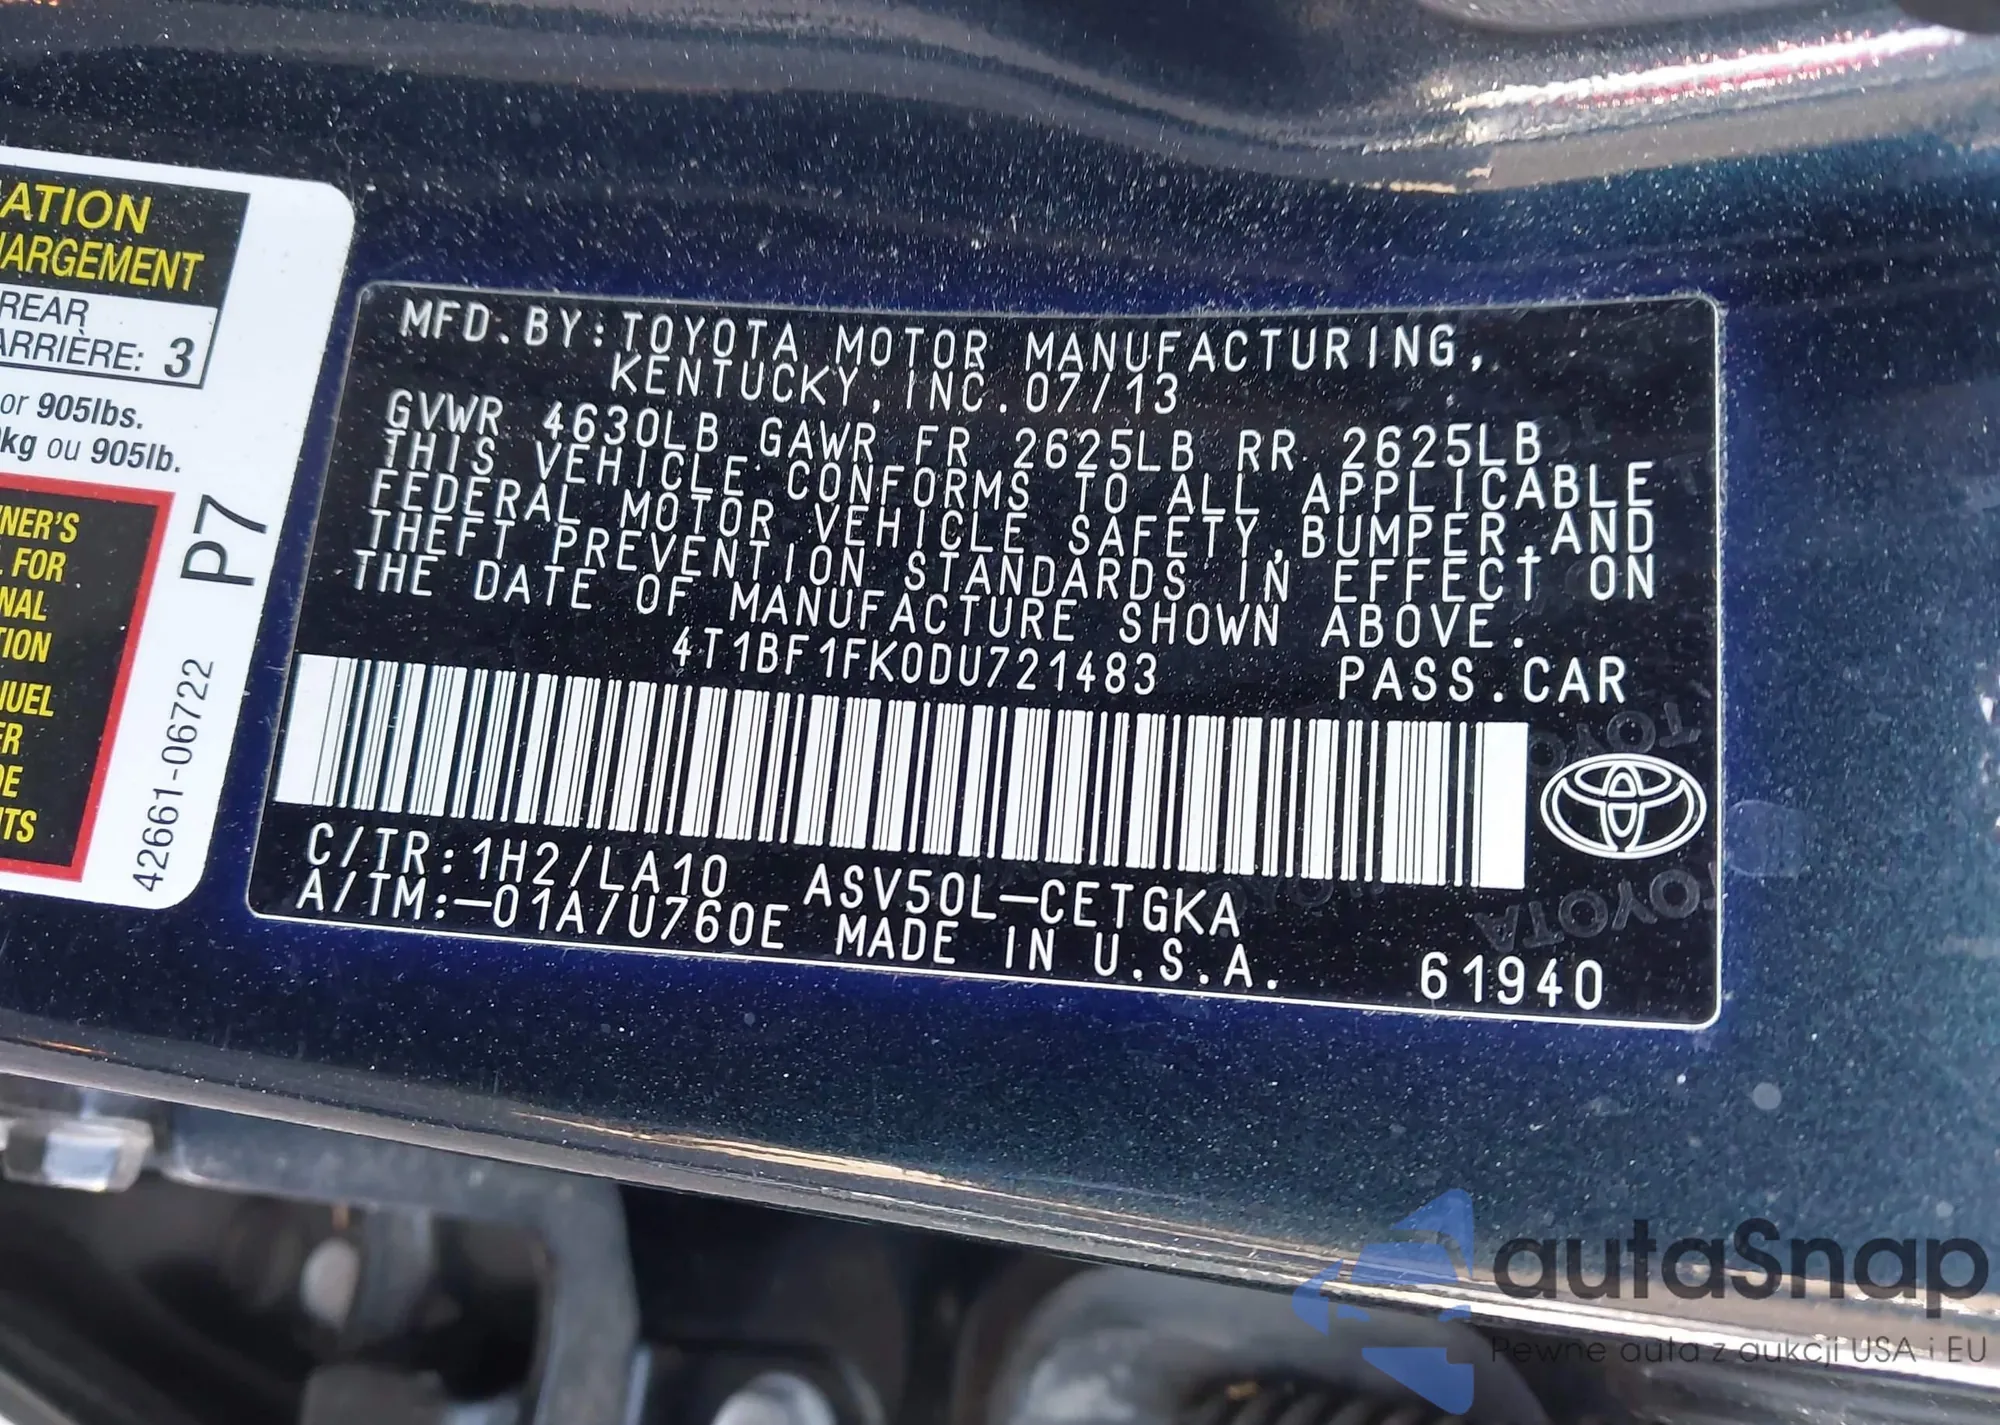 ATION
ARGEMENT
REAR
ARRIÈRE: 3
or 905lbs.
kg ou 905lb.
NER'S
FOR
NAL
TION
UEL
ER
DE
TS
P7
42661-06722
MFD. BY: TOYOTA MOTOR MANUFACTURING,
KENTUCKY, INC. 07/13
GVWR 4630LB GAWR FR 2625LB RR 2625LB
THIS VEHICLE CONFORMS TO ALL APPLICABLE
FEDERAL MOTOR VEHICLE SAFETY, BUMPER, AND
THEFT PREVENTION STANDARDS IN EFFECT ON
THE DATE OF MANUFACTURE SHOWN ABOVE.
4T1BF1FK0DU721483 PASS. CAR
C/TR: 1H2/LA10 ASV50L-CETGKA
A/TM:-01A/U760E MADE IN U.S.A. 61940
TOYOTA
TOYOTA
autaSnap
Pewne auta z aukcji USA i EU